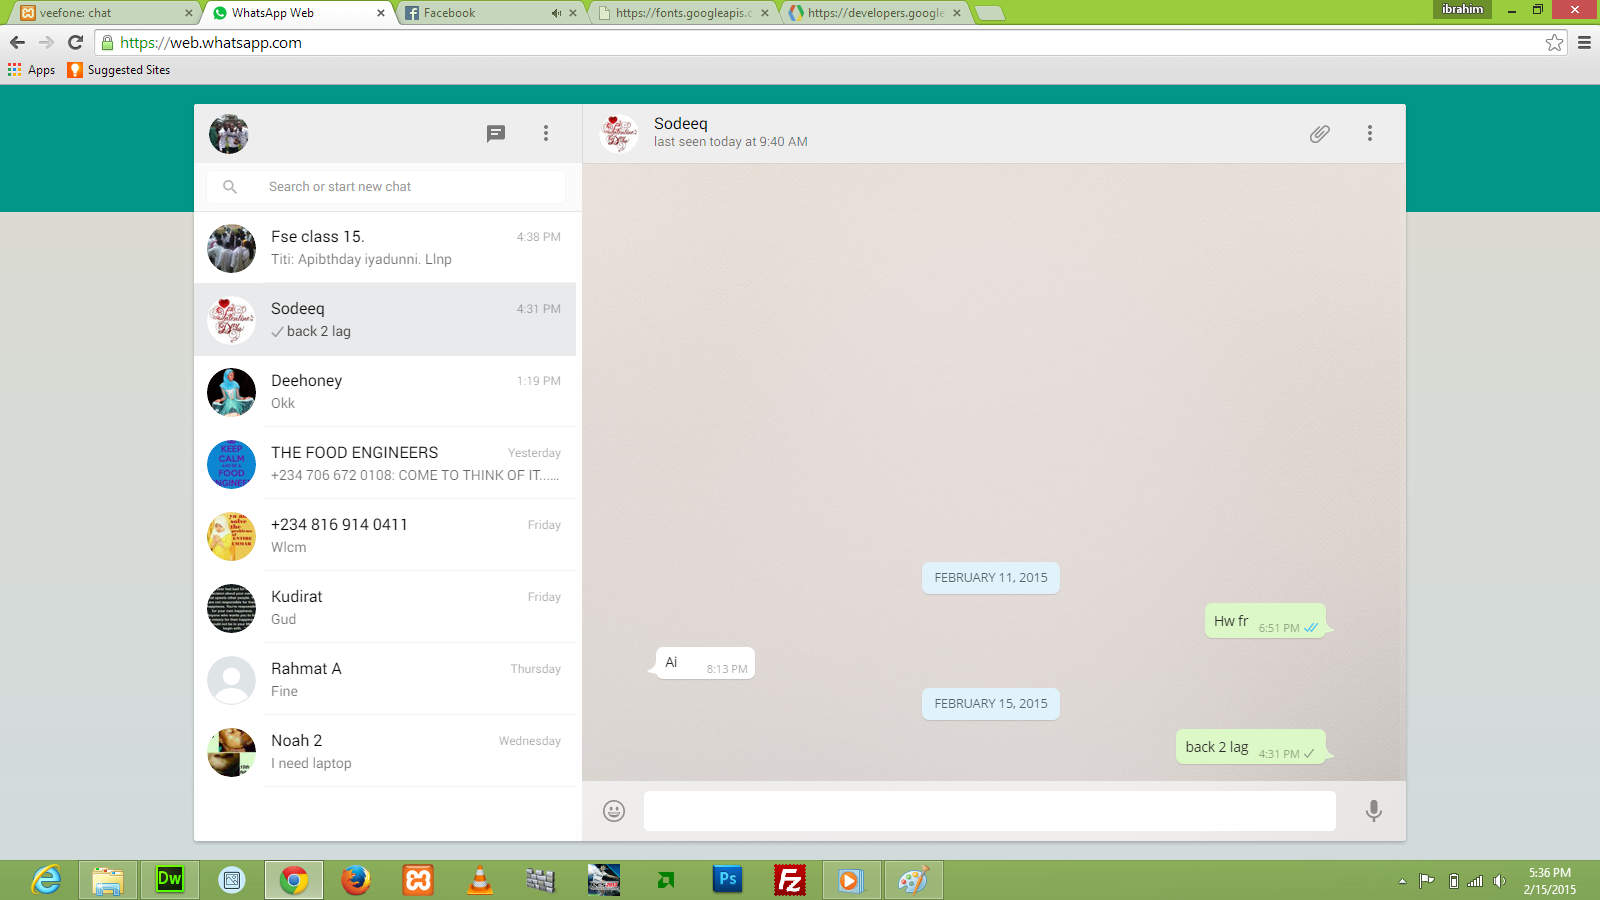 veefone: chat
WhatsApp Web
Facebook
https://fonts.googleapis.c
https://developers.google
ibrahim
https://web.whatsapp.com
Apps
Suggested Sites
Search or start new chat
Fse class 15.
4:38 PM
Titi: Apibthday iyadunni. Llnp
Sodeeq
4:31 PM
back 2 lag
Deehoney
1:19 PM
Okk
THE FOOD ENGINEERS
Yesterday
+234 706 672 0108: COME TO THINK OF IT......
KEEP
CALM
FOOD
+234 816 914 0411
Friday
Wlcm
Kudirat
Friday
Gud
Rahmat A
Thursday
Fine
Noah 2
Wednesday
I need laptop
Sodeeq
last seen today at 9:40 AM
FEBRUARY 11, 2015
Hw fr
6:51 PM
Ai
8:13 PM
FEBRUARY 15, 2015
back 2 lag
4:31 PM
Dw
Ps
Fz
5:36 PM
2/15/2015